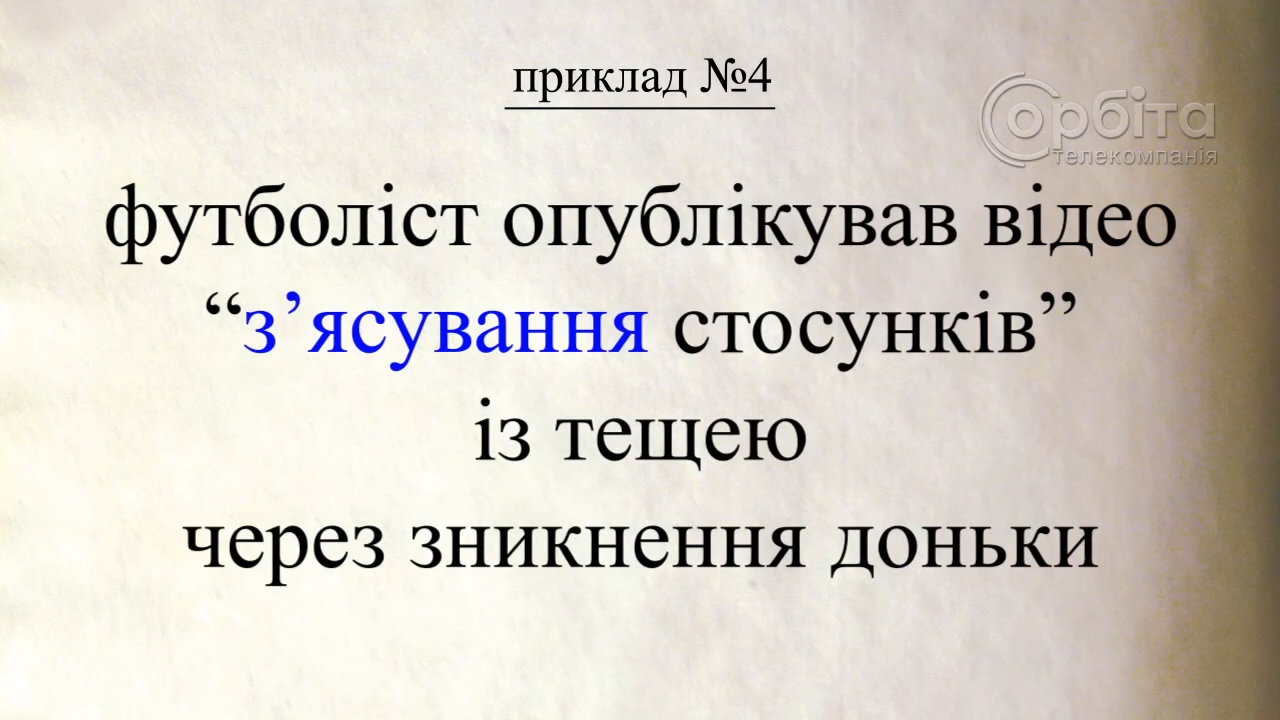 приклад №4
орбіта
телекомпанія
футболіст опублікував відео
“з’ясування стосунків”
із тещею
через зникнення доньки